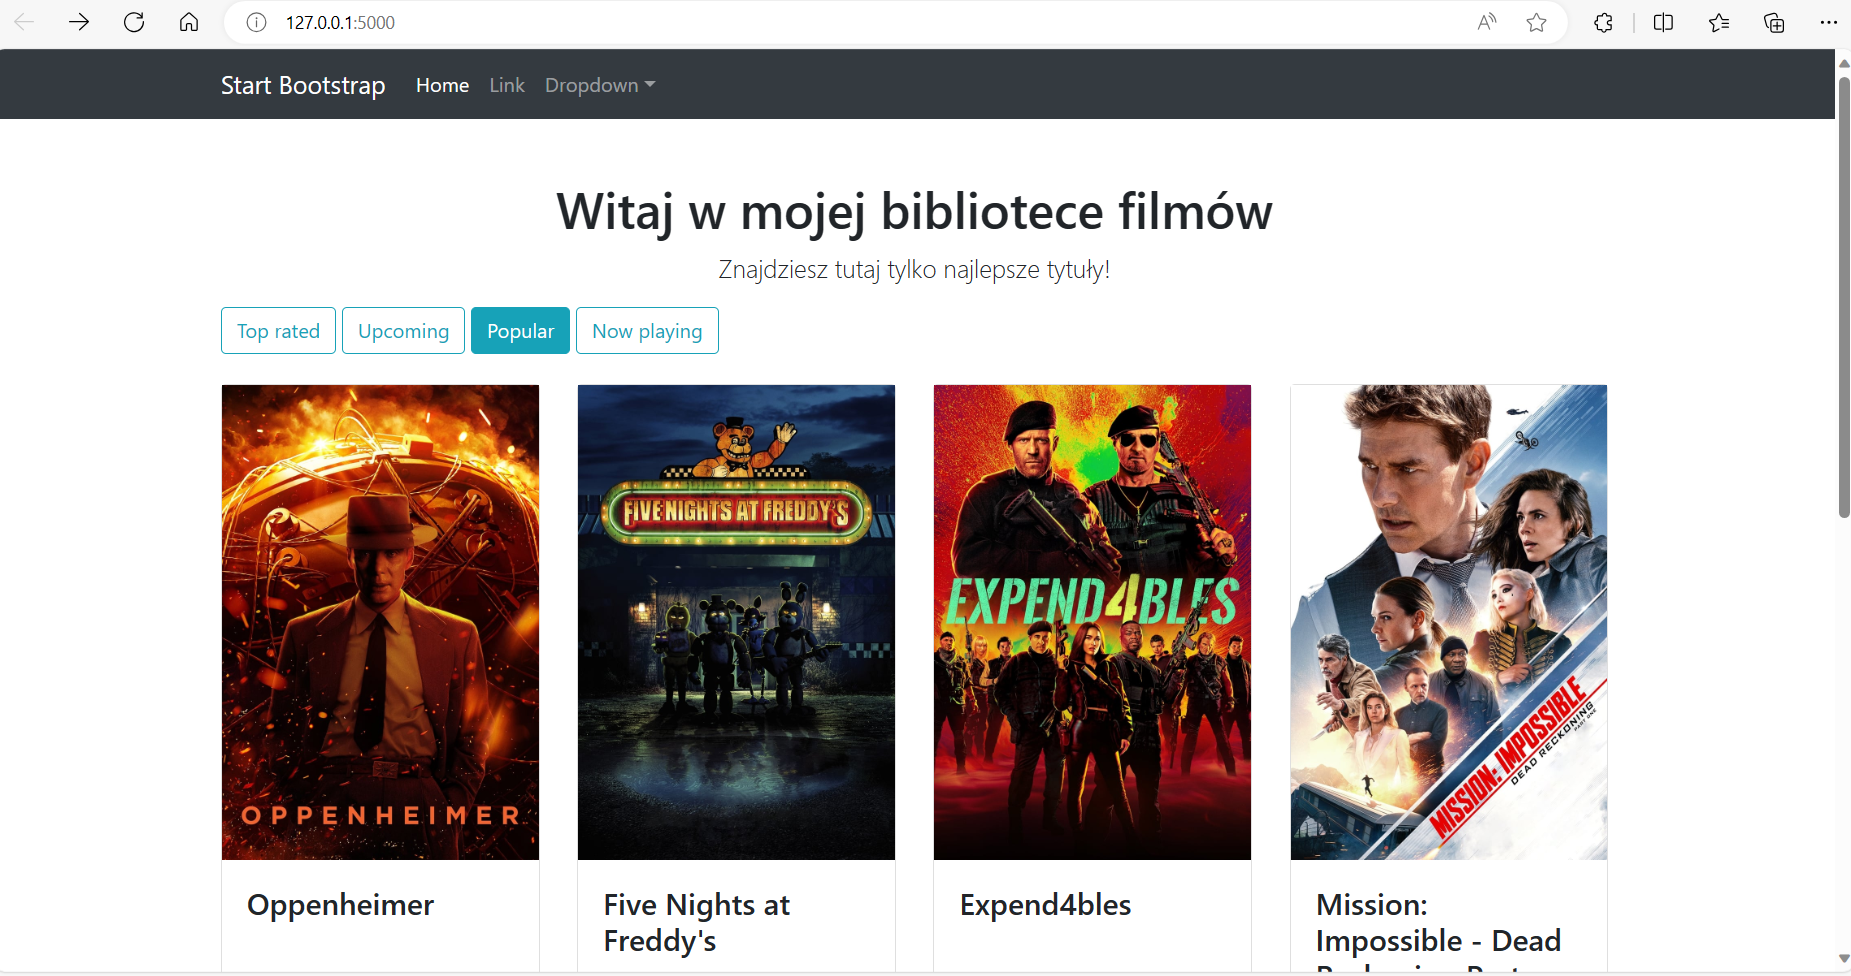 127.0.0.1:5000
Start Bootstrap Home Link Dropdown
Witaj w mojej bibliotece filmów
Znajdziesz tutaj tylko najlepsze tytuły!
Top rated Upcoming Popular Now playing
OPPENHEIMER
FIVE NIGHTS AT FREDDY'S
EXPEND4BLES
MISSION: IMPOSSIBLE
DEAD RECKONING
PART ONE
Oppenheimer
Five Nights at
Freddy's
Expend4bles
Mission:
Impossible - Dead